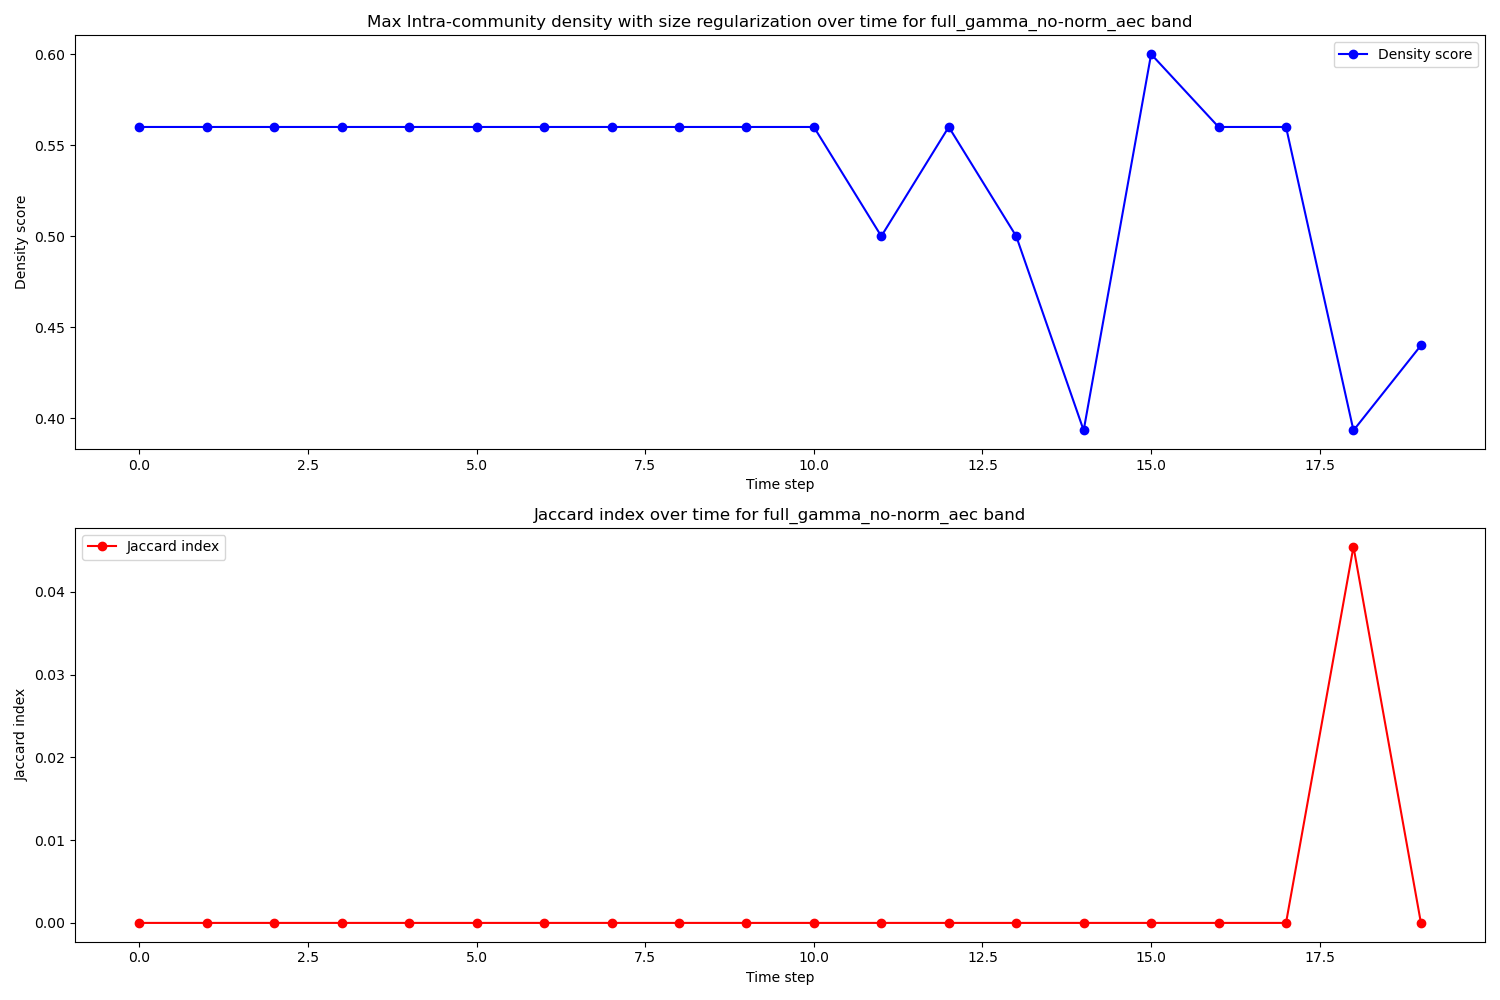 Max Intra-community density with size regularization over time for full_gamma_no-norm_aec band
Density score
0.60
0.55
0.50
0.45
0.40
Density score
0.0 2.5 5.0 7.5 10.0 12.5 15.0 17.5
Time step
Jaccard index over time for full_gamma_no-norm_aec band
Jaccard index
0.04
0.03
0.02
0.01
0.00
Jaccard index
0.0 2.5 5.0 7.5 10.0 12.5 15.0 17.5
Time step